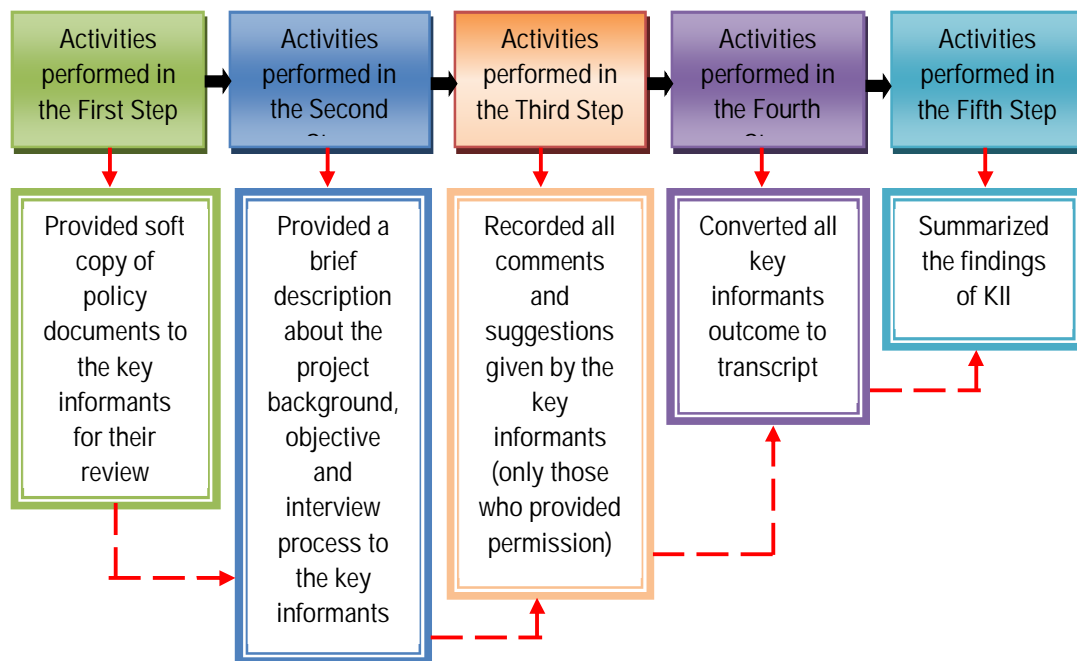 Activities
performed in
the First Step
Activities
performed in
the Second
Activities
performed in
the Third Step
Activities
performed in
the Fourth
Activities
performed in
the Fifth Step
Provided soft
copy of
policy
documents to
the key
informants
for their
review
Provided a
brief
description
about the
project
background,
objective
and
interview
process to
the key
informants
Recorded all
comments
and
suggestions
given by the
key
informants
(only those
who provided
permission)
Converted all
key
informants
outcome to
transcript
Summarized
the findings
of KII